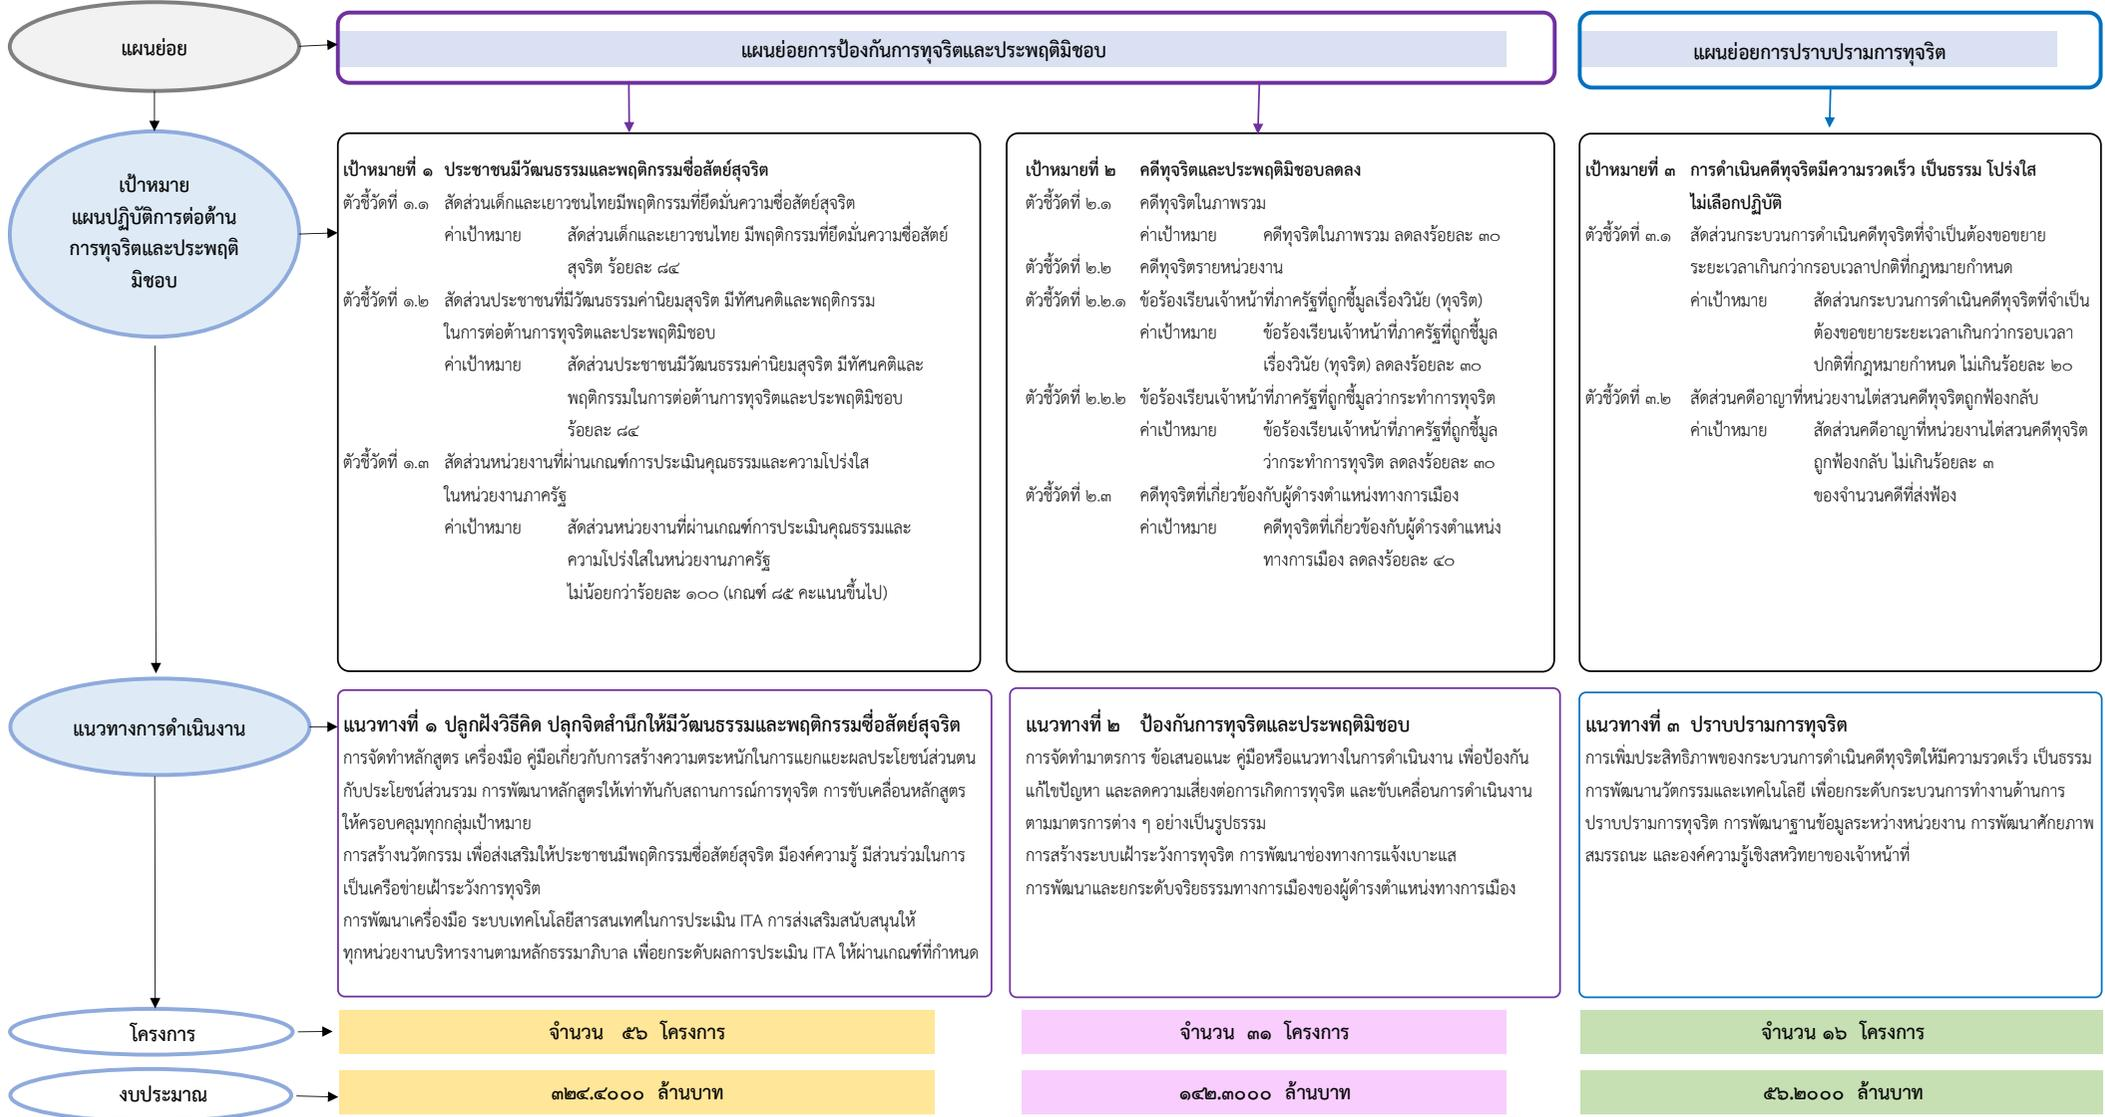 แผนย่อย
แผนย่อยการป้องกันการทุจริตและประพฤติมิชอบ
แผนย่อยการปราบปรามการทุจริต
เป้าหมาย
แผนปฏิบัติการต่อต้าน
การทุจริตและประพฤติ
มิชอบ
เป้าหมายที่ ๑ ประชาชนมีวัฒนธรรมและพฤติกรรมซื่อสัตย์สุจริต
ตัวชี้วัดที่ ๑.๑ สัดส่วนเด็กและเยาวชนไทยมีพฤติกรรมที่ยึดมั่นความซื่อสัตย์สุจริต
ค่าเป้าหมาย สัดส่วนเด็กและเยาวชนไทย มีพฤติกรรมที่ยึดมั่นความซื่อสัตย์
สุจริต ร้อยละ ๘๔
ตัวชี้วัดที่ ๑.๒ สัดส่วนประชาชนที่มีวัฒนธรรมค่านิยมสุจริต มีทัศนคติและพฤติกรรม
ในการต่อต้านการทุจริตและประพฤติมิชอบ
ค่าเป้าหมาย สัดส่วนประชาชนมีวัฒนธรรมค่านิยมสุจริต มีทัศนคติและ
พฤติกรรมในการต่อต้านการทุจริตและประพฤติมิชอบ
ร้อยละ ๘๔
ตัวชี้วัดที่ ๑.๓ สัดส่วนหน่วยงานที่ผ่านเกณฑ์การประเมินคุณธรรมและความโปร่งใส
ในหน่วยงานภาครัฐ
ค่าเป้าหมาย สัดส่วนหน่วยงานที่ผ่านเกณฑ์การประเมินคุณธรรมและ
ความโปร่งใสในหน่วยงานภาครัฐ
ไม่น้อยกว่าร้อยละ ๑๐๐ (เกณฑ์ ๘๕ คะแนนขึ้นไป)
เป้าหมายที่ ๒ คดีทุจริตและประพฤติมิชอบลดลง
ตัวชี้วัดที่ ๒.๑ คดีทุจริตในภาพรวม
ค่าเป้าหมาย คดีทุจริตในภาพรวม ลดลงร้อยละ ๓๐
ตัวชี้วัดที่ ๒.๒ คดีทุจริตรายหน่วยงาน
ตัวชี้วัดที่ ๒.๒.๑ ข้อร้องเรียนเจ้าหน้าที่ภาครัฐที่ถูกชี้มูลเรื่องวินัย (ทุจริต)
ค่าเป้าหมาย ข้อร้องเรียนเจ้าหน้าที่ภาครัฐที่ถูกชี้มูล
เรื่องวินัย (ทุจริต) ลดลงร้อยละ ๓๐
ตัวชี้วัดที่ ๒.๒.๒ ข้อร้องเรียนเจ้าหน้าที่ภาครัฐที่ถูกชี้มูลว่ากระทำการทุจริต
ค่าเป้าหมาย ข้อร้องเรียนเจ้าหน้าที่ภาครัฐที่ถูกชี้มูล
ว่ากระทำการทุจริต ลดลงร้อยละ ๓๐
ตัวชี้วัดที่ ๒.๓ คดีทุจริตที่เกี่ยวข้องกับผู้ดำรงตำแหน่งทางการเมือง
ค่าเป้าหมาย คดีทุจริตที่เกี่ยวข้องกับผู้ดำรงตำแหน่ง
ทางการเมือง ลดลงร้อยละ ๔๐
เป้าหมายที่ ๓ การดำเนินคดีทุจริตมีความรวดเร็ว เป็นธรรม โปร่งใส
ไม่เลือกปฏิบัติ
ตัวชี้วัดที่ ๓.๑ สัดส่วนกระบวนการดำเนินคดีทุจริตที่จำเป็นต้องขอขยาย
ระยะเวลาเกินกว่ากรอบเวลาปกติที่กฎหมายกำหนด
ค่าเป้าหมาย สัดส่วนกระบวนการดำเนินคดีทุจริตที่จำเป็น
ต้องขอขยายระยะเวลาเกินกว่ากรอบเวลา
ปกติที่กฎหมายกำหนด ไม่เกินร้อยละ ๒๐
ตัวชี้วัดที่ ๓.๒ สัดส่วนคดีอาญาที่หน่วยงานไต่สวนคดีทุจริตถูกฟ้องกลับ
ค่าเป้าหมาย สัดส่วนคดีอาญาที่หน่วยงานไต่สวนคดีทุจริต
ถูกฟ้องกลับ ไม่เกินร้อยละ ๓
ของจำนวนคดีที่ส่งฟ้อง
แนวทางการดำเนินงาน
แนวทางที่ ๑ ปลูกฝังวิธีคิด ปลุกจิตสำนึกให้มีวัฒนธรรมและพฤติกรรมซื่อสัตย์สุจริต
การจัดทำหลักสูตร เครื่องมือ คู่มือเกี่ยวกับการสร้างความตระหนักในการแยกแยะผลประโยชน์ส่วนตน
กับประโยชน์ส่วนรวม การพัฒนาหลักสูตรให้เท่าทันกับสถานการณ์การทุจริต การขับเคลื่อนหลักสูตร
ให้ครอบคลุมทุกกลุ่มเป้าหมาย
การสร้างนวัตกรรม เพื่อส่งเสริมให้ประชาชนมีพฤติกรรมซื่อสัตย์สุจริต มีองค์ความรู้ มีส่วนร่วมในการ
เป็นเครือข่ายเฝ้าระวังการทุจริต
การพัฒนาเครื่องมือ ระบบเทคโนโลยีสารสนเทศในการประเมิน ITA การส่งเสริมสนับสนุนให้
ทุกหน่วยงานบริหารงานตามหลักธรรมาภิบาล เพื่อยกระดับผลการประเมิน ITA ให้ผ่านเกณฑ์ที่กำหนด
แนวทางที่ ๒ ป้องกันการทุจริตและประพฤติมิชอบ
การจัดทำมาตรการ ข้อเสนอแนะ คู่มือหรือแนวทางในการดำเนินงาน เพื่อป้องกัน
แก้ไขปัญหา และลดความเสี่ยงต่อการเกิดการทุจริต และขับเคลื่อนการดำเนินงาน
ตามมาตรการต่าง ๆ อย่างเป็นรูปธรรม
การสร้างระบบเฝ้าระวังการทุจริต การพัฒนาช่องทางการแจ้งเบาะแส
การพัฒนาและยกระดับจริยธรรมทางการเมืองของผู้ดำรงตำแหน่งทางการเมือง
แนวทางที่ ๓ ปราบปรามการทุจริต
การเพิ่มประสิทธิภาพของกระบวนการดำเนินคดีทุจริตให้มีความรวดเร็ว เป็นธรรม
การพัฒนานวัตกรรมและเทคโนโลยี เพื่อยกระดับกระบวนการทำงานด้านการ
ปราบปรามการทุจริต การพัฒนาฐานข้อมูลระหว่างหน่วยงาน การพัฒนาศักยภาพ
สมรรถนะ และองค์ความรู้เชิงสหวิทยาของเจ้าหน้าที่
โครงการ
จำนวน ๕๖ โครงการ
จำนวน ๓๑ โครงการ
จำนวน ๑๖ โครงการ
งบประมาณ
๓๒๔.๔๐๐๐ ล้านบาท
๑๔๒.๓๐๐๐ ล้านบาท
๕๖.๒๐๐๐ ล้านบาท